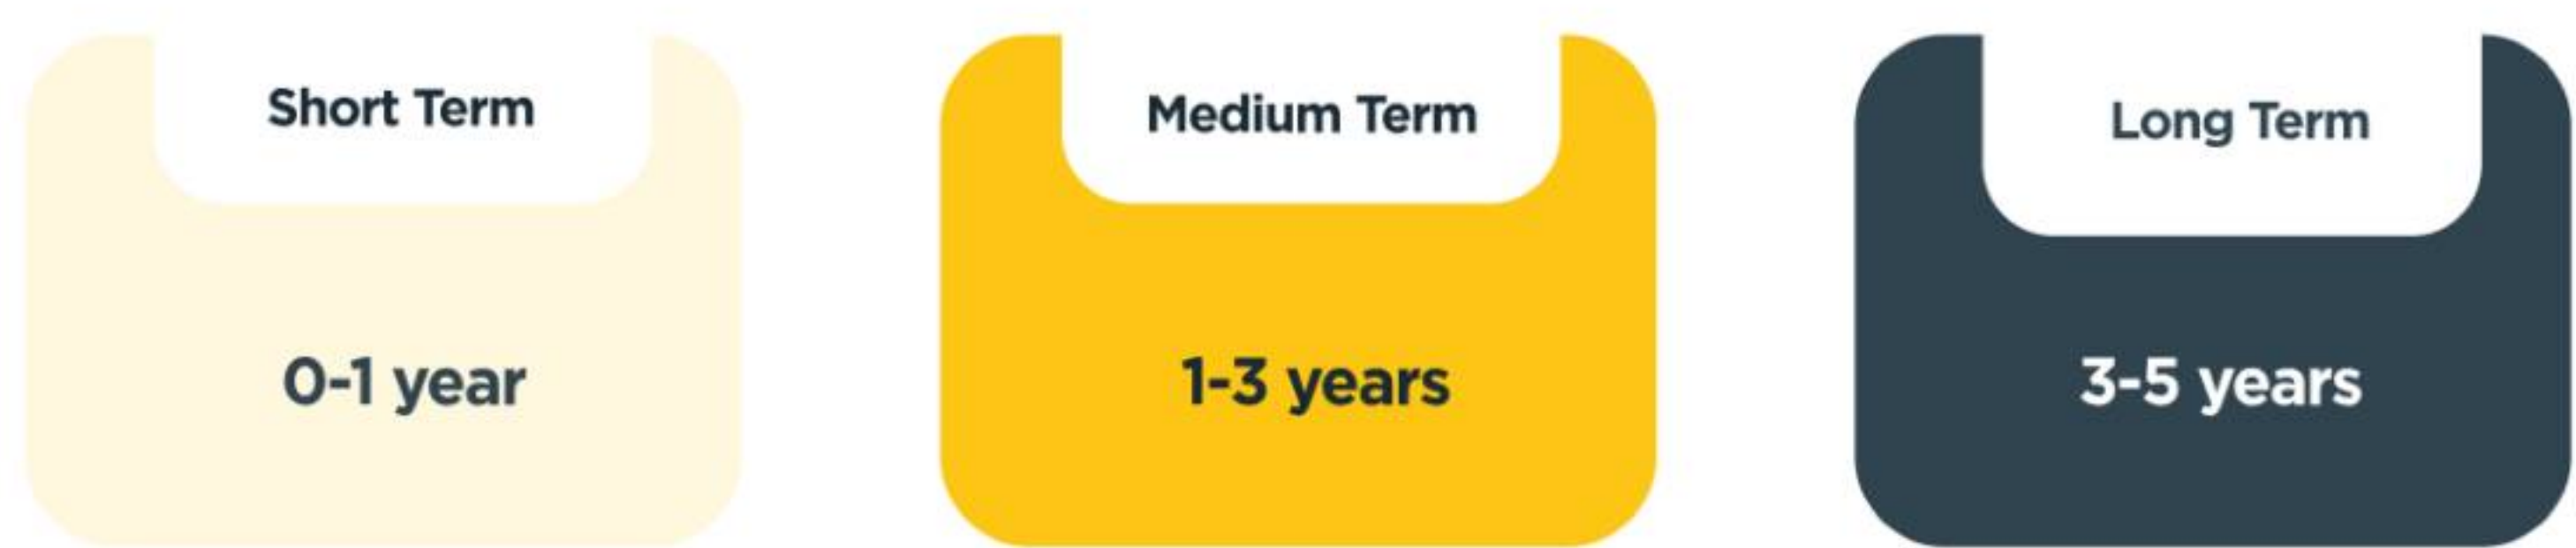 Short Term
Medium Term
Long Term
0-1 year
1-3 years
3-5 years